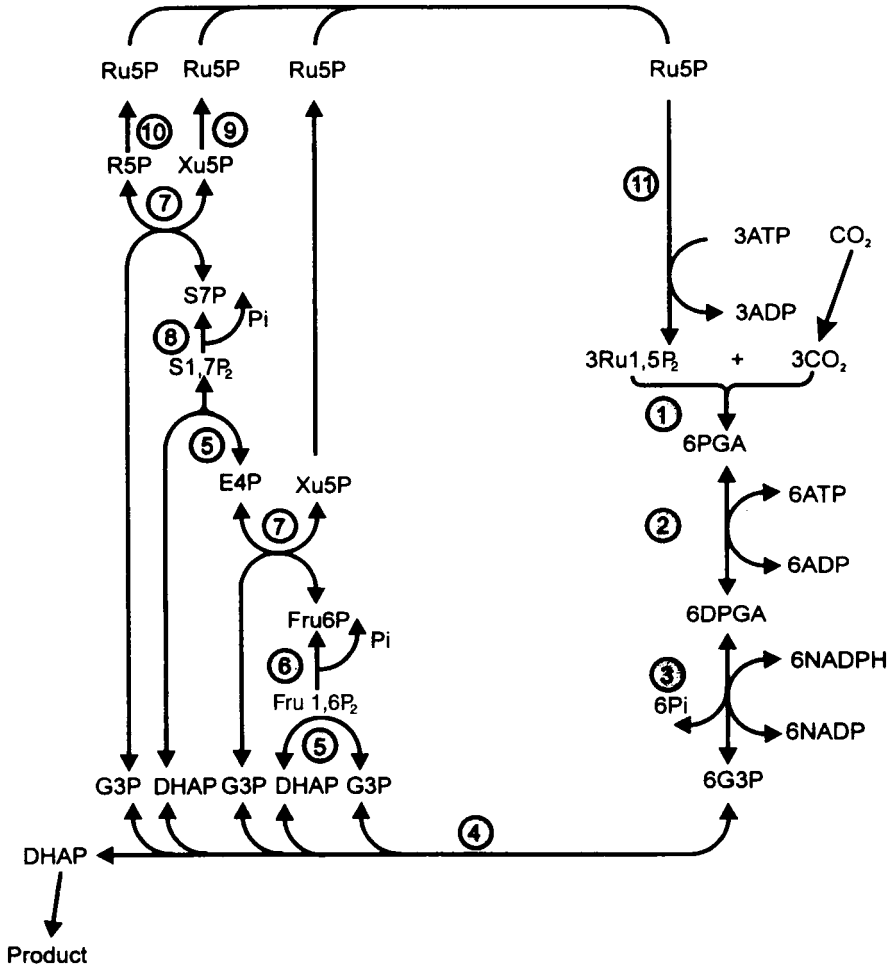 Ru5P Ru5P Ru5P Ru5P
10 9
R5P Xu5P
11
7
3ATP CO₂
S7P
Pi 3ADP
8
S1,7P₂ 3Ru1,5P₂ + 3CO₂
1
5 6PGA
E4P Xu5P 6ATP
7 2
6ADP
Fru6P 6DPGA
Pi
6 3 6NADPH
Fru 1,6P₂ 6Pi
5 6NADP
G3P DHAP G3P DHAP G3P 6G3P
4
DHAP
Product